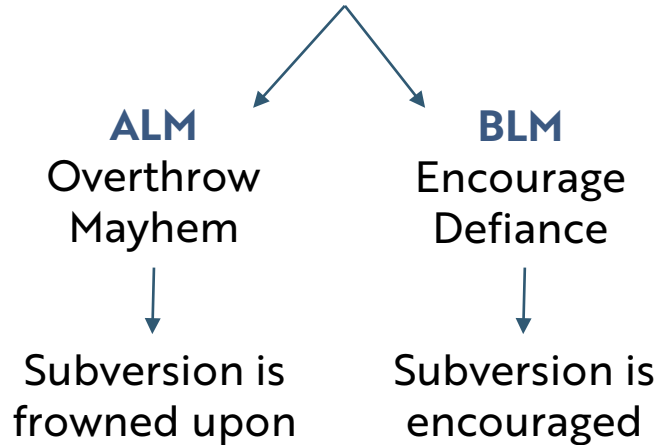 ALM
Overthrow
Mayhem
Subversion is
frowned upon
BLM
Encourage
Defiance
Subversion is
encouraged